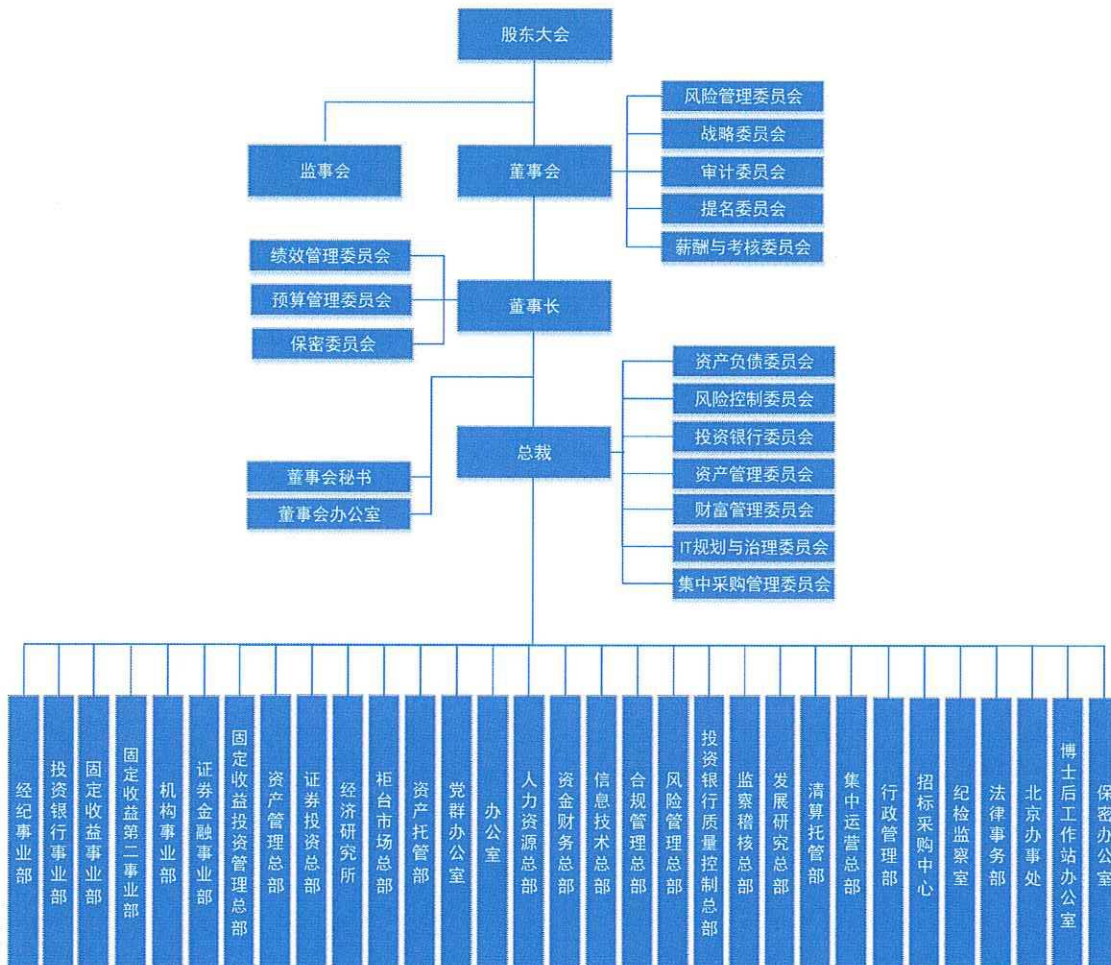 股东大会
监事会
董事会
风险管理委员会
战略委员会
审计委员会
提名委员会
薪酬与考核委员会
绩效管理委员会
预算管理委员会
保密委员会
董事长
资产负债委员会
风险控制委员会
投资银行委员会
资产管理委员会
财富管理委员会
IT规划与治理委员会
集中采购管理委员会
总裁
董事会秘书
董事会办公室
经纪事业部
投资银行事业部
固定收益事业部
固定收益第二事业部
机构事业部
证券金融事业部
固定收益投资管理总部
资产管理总部
证券投资总部
经济研究所
柜台市场总部
资产托管部
党群办公室
办公室
人力资源总部
资金财务总部
信息技术总部
合规管理总部
风险管理总部
投资银行质量控制总部
监察稽核总部
发展研究总部
清算托管部
集中运营总部
行政管理部
招标采购中心
纪检监察室
法律事务部
北京办事处
博士后工作站办公室
保密办公室